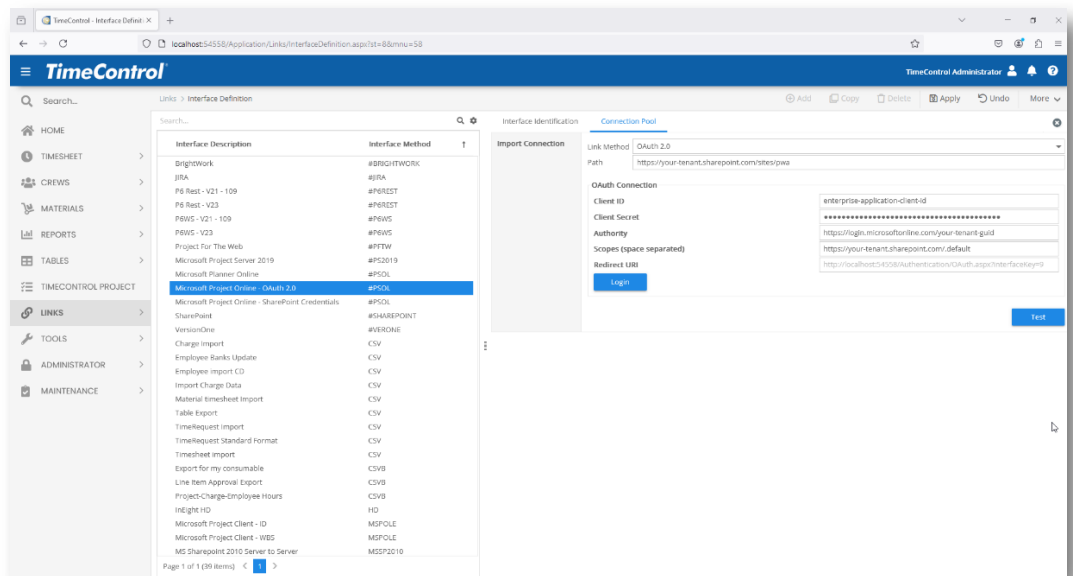 TimeControl - Interface Definiti
localhost:54558/Application/Links/InterfaceDefinition.aspx?st=8&mnu=58
TimeControl
TimeControl Administrator
Search...
Links > Interface Definition
Add Copy Delete Apply Undo More
HOME
TIMESHEET
CREWS
MATERIALS
REPORTS
TABLES
TIMECONTROL PROJECT
LINKS
TOOLS
ADMINISTRATOR
MAINTENANCE
Search...
Interface Description Interface Method
BrightWork #BRIGHTWORK
JIRA #JIRA
P6 Rest - V21 - 109 #P6REST
P6 Rest - V23 #P6REST
P6WS - V21 - 109 #P6WS
P6WS - V23 #P6WS
Project For The Web #PFTW
Microsoft Project Server 2019 #PS2019
Microsoft Planner Online #PSOL
Microsoft Project Online - OAuth 2.0 #PSOL
Microsoft Project Online - SharePoint Credentials #PSOL
SharePoint #SHAREPOINT
VersionOne #VERONE
Charge Import CSV
Employee Banks Update CSV
Employee import CD CSV
Import Charge Data CSV
Material timesheet Import CSV
Table Export CSV
TimeRequest Import CSV
TimeRequest Standard Format CSV
Timesheet Import CSV
Export for my consumable CSVB
Line Item Approval Export CSVB
Project-Charge-Employee Hours CSVB
InEight HD HD
Microsoft Project Client - ID MSPOLE
Microsoft Project Client - WBS MSPOLE
MS Sharepoint 2010 Server to Server MSSP2010
Page 1 of 1 (39 items) < 1 >
Interface Identification Connection Pool
Import Connection
Link Method OAuth 2.0
Path https://your-tenant.sharepoint.com/sites/pwa
OAuth Connection
Client ID enterprise-application-client-id
Client Secret
Authority https://login.microsoftonline.com/your-tenant-guid
Scopes (space separated) https://your-tenant.sharepoint.com/.default
Redirect URI http://localhost:54558/Authentication/OAuth.aspx?InterfaceKey=9
Login
Test